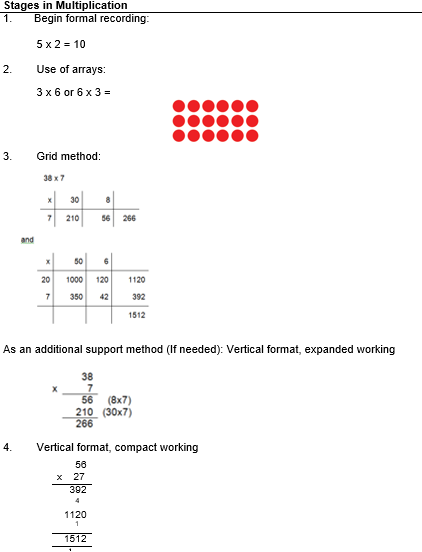 Stages in Multiplication
1. Begin formal recording:
5 x 2 = 10
2. Use of arrays:
3 x 6 or 6 x 3 =
3. Grid method:
38 x 7
x 30 8
7 210 56 266
and
x 50 6
20 1000 120 1120
7 350 42 392
1512
As an additional support method (If needed): Vertical format, expanded working
38
x 7
56 (8x7)
210 (30x7)
266
4. Vertical format, compact working
56
x 27
392
4
1120
1
1512
1